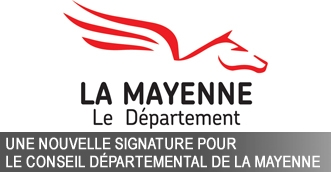 LA MAYENNE
Le Département
UNE NOUVELLE SIGNATURE POUR
LE CONSEIL DÉPARTEMENTAL DE LA MAYENNE